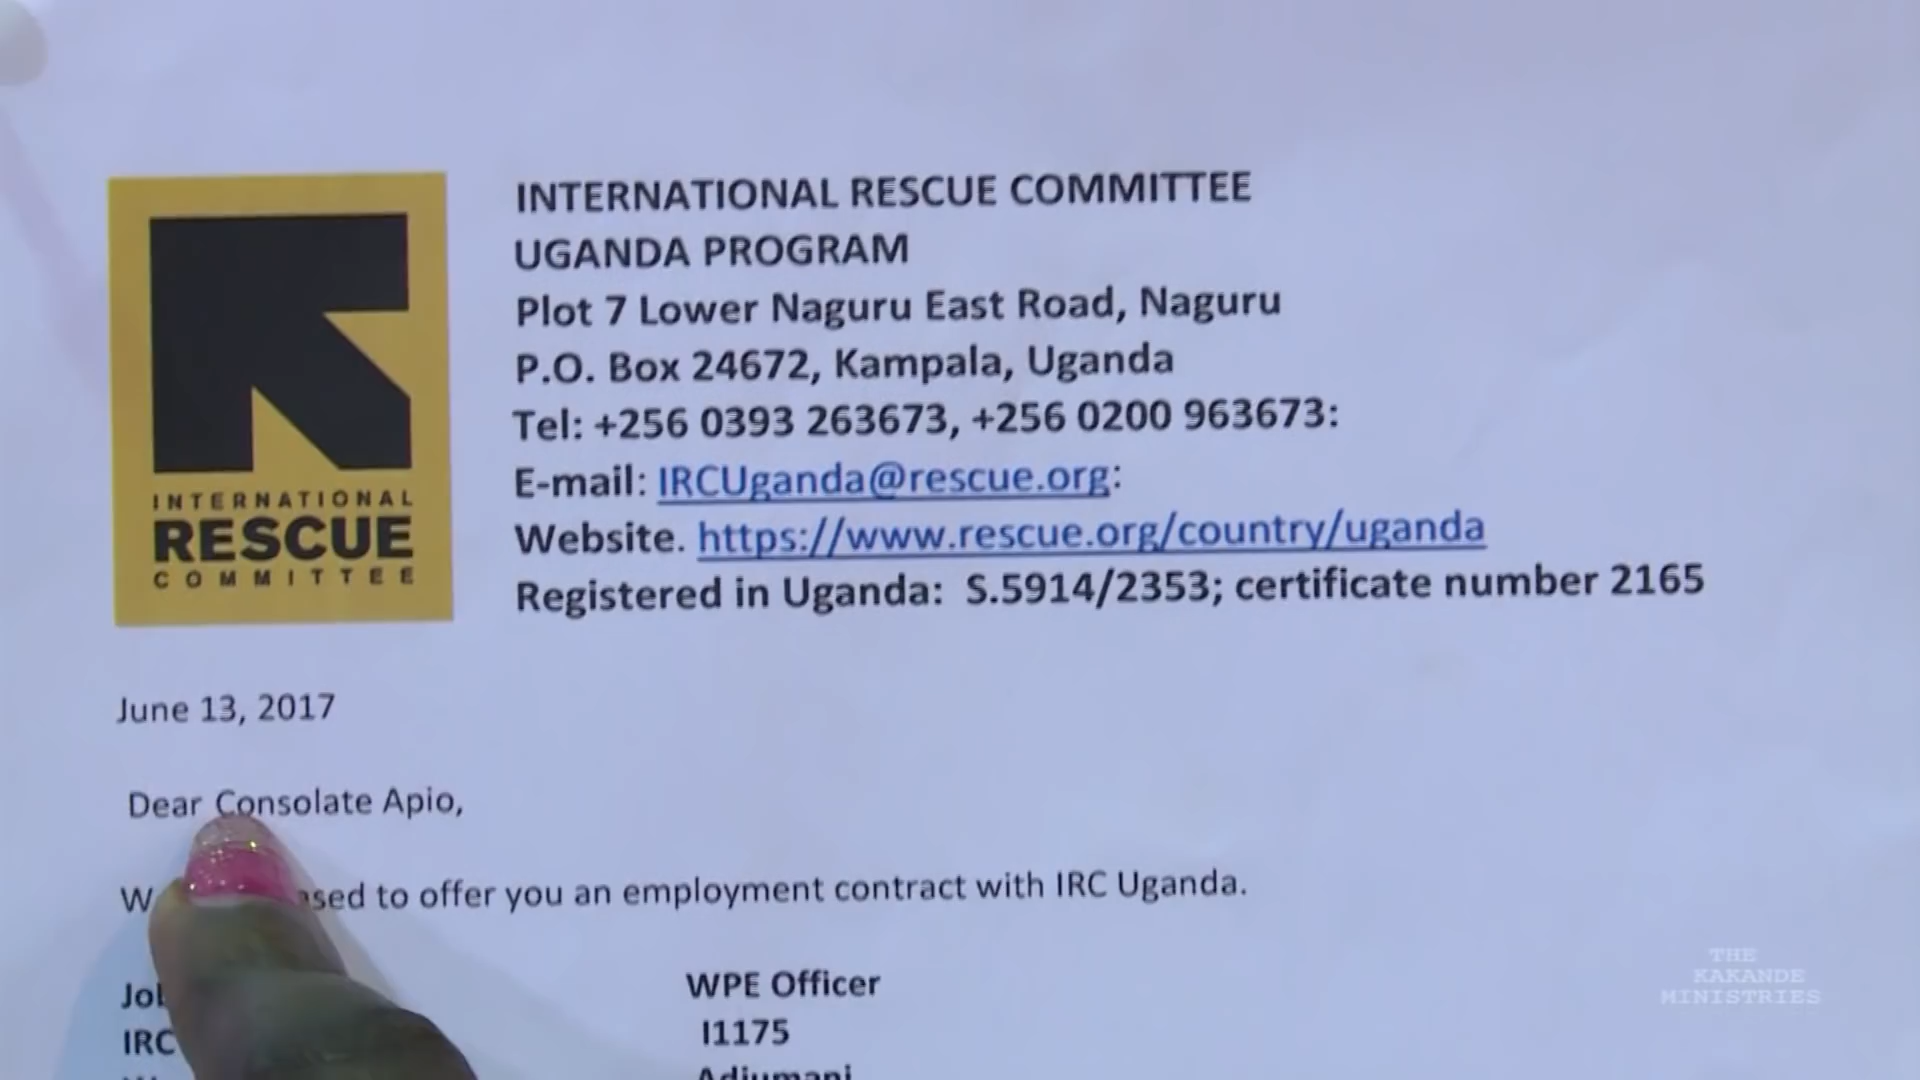 INTERNATIONAL
RESCUE
COMMITTEE
INTERNATIONAL RESCUE COMMITTEE
UGANDA PROGRAM
Plot 7 Lower Naguru East Road, Naguru
P.O. Box 24672, Kampala, Uganda
Tel: +256 0393 263673, +256 0200 963673:
E-mail: IRCUganda@rescue.org:
Website. https://www.rescue.org/country/uganda
Registered in Uganda: S.5914/2353; certificate number 2165
June 13, 2017
Dear Consolate Apio,
to offer you an employment contract with IRC Uganda.
WPE Officer
IRC I1175
Adjumani
THE
KAKANDE
MINISTRIES